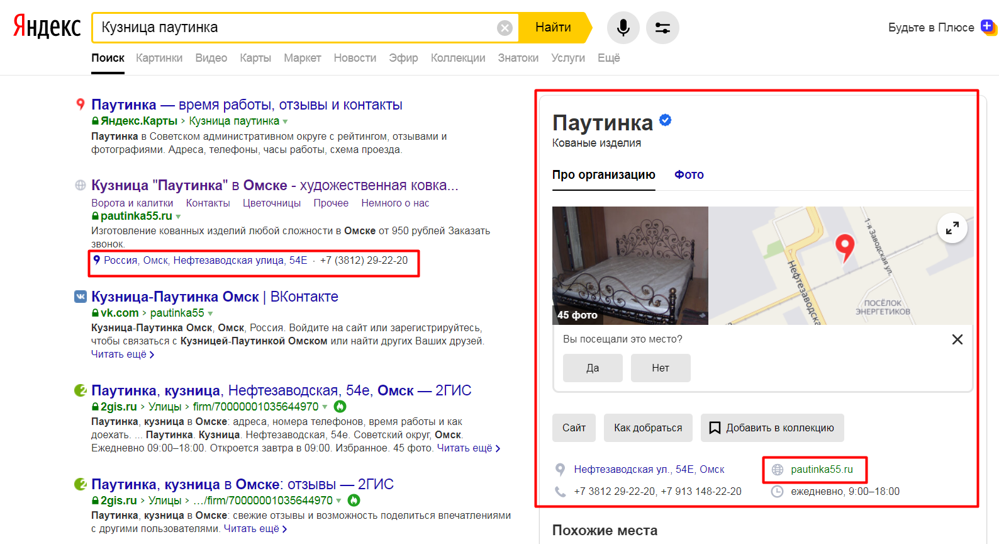 Яндекс
Кузница паутинка
Найти
Будьте в Плюсе
Поиск Картинки Видео Карты Маркет Новости Эфир Коллекции Знатоки Услуги Ещё
Паутинка — время работы, отзывы и контакты
Яндекс.Карты › Кузница паутинка
Паутинка в Советском административном округе с рейтингом, отзывами и
фотографиями. Адреса, телефоны, часы работы, схема проезда.
Кузница "Паутинка" в Омске - художественная ковка...
Ворота и калитки Контакты Цветочницы Прочее Немного о нас
pautinka55.ru
Изготовление кованных изделий любой сложности в Омске от 950 рублей Заказать
звонок.
Россия, Омск, Нефтезаводская улица, 54Е · +7 (3812) 29-22-20
Кузница-Паутинка Омск | ВКонтакте
vk.com › pautinka55
Кузница-Паутинка Омск, Омск, Россия. Войдите на сайт или зарегистрируйтесь,
чтобы связаться с Кузницей-Паутинкой Омском или найти других Ваших друзей.
Читать ещё ›
Паутинка, кузница, Нефтезаводская, 54е, Омск — 2ГИС
2gis.ru › Улицы › firm/70000001035644970
Паутинка, кузница в Омске: адреса, номера телефонов, время работы и как
доехать. ... Паутинка. Кузница. Нефтезаводская, 54е. Советский округ, Омск.
Ежедневно 09:00–18:00. Откроется завтра в 09:00. Избранное. 45 фото. Читать ещё ›
Паутинка, кузница в Омске: отзывы — 2ГИС
2gis.ru › Улицы › …/firm/70000001035644970
Паутинка, кузница в Омске: свежие отзывы и возможность поделиться впечатлениями
с другими пользователями. Читать ещё ›
Паутинка
Кованые изделия
Про организацию Фото
45 фото
1-я Заводская ул.
Нефтезаводская
ПОСЁЛОК
ЭНЕРГЕТИКОВ
Вы посещали это место?
Да Нет
Сайт Как добраться Добавить в коллекцию
Нефтезаводская ул., 54Е, Омск
pautinka55.ru
+7 3812 29-22-20, +7 913 148-22-20
ежедневно, 9:00–18:00
Похожие места